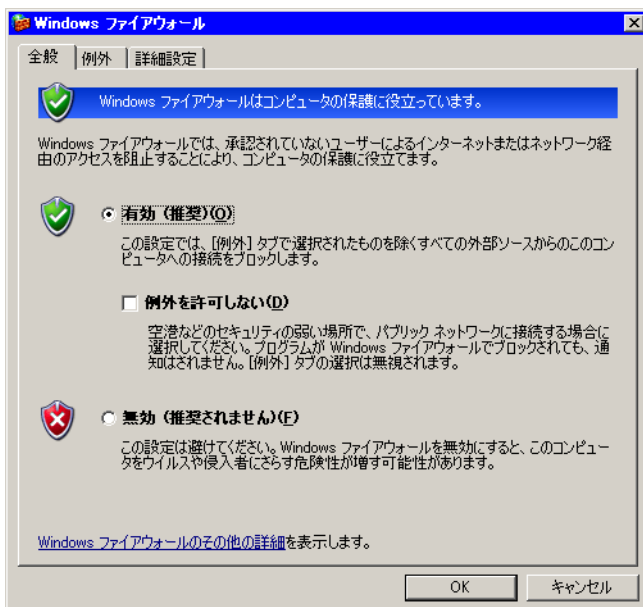 Windows ファイアウォール
全般
例外
詳細設定
Windows ファイアウォールはコンピュータの保護に役立っています。
Windows ファイアウォールでは、承認されていないユーザーによるインターネットまたはネットワーク経
由のアクセスを阻止することにより、コンピュータの保護に役立てます。
有効 (推奨)(O)
この設定では、[例外] タブで選択されたものを除くすべての外部ソースからのこのコン
ピュータへの接続をブロックします。
例外を許可しない(D)
空港などのセキュリティの弱い場所で、パブリック ネットワークに接続する場合に
選択してください。プログラムが Windows ファイアウォールでブロックされても、通
知はされません。[例外] タブの選択は無視されます。
無効 (推奨されません)(F)
この設定は避けてください。Windows ファイアウォールを無効にすると、このコンピュー
タをウイルスや侵入者にさらす危険性が増す可能性があります。
Windows ファイアウォールのその他の詳細を表示します。
OK
キャンセル